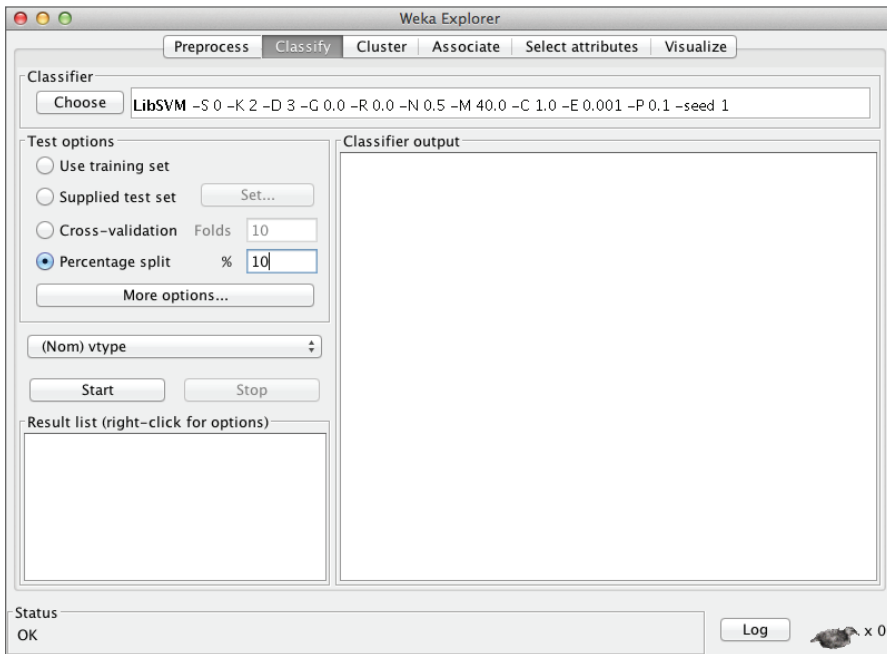 Weka Explorer
Preprocess Classify Cluster Associate Select attributes Visualize
Classifier
Choose LibSVM -S 0 -K 2 -D 3 -G 0.0 -R 0.0 -N 0.5 -M 40.0 -C 1.0 -E 0.001 -P 0.1 -seed 1
Test options
Use training set
Supplied test set Set...
Cross-validation Folds 10
Percentage split % 10
More options...
(Nom) vtype
Start Stop
Result list (right-click for options)
Classifier output
Status
OK
Log x 0